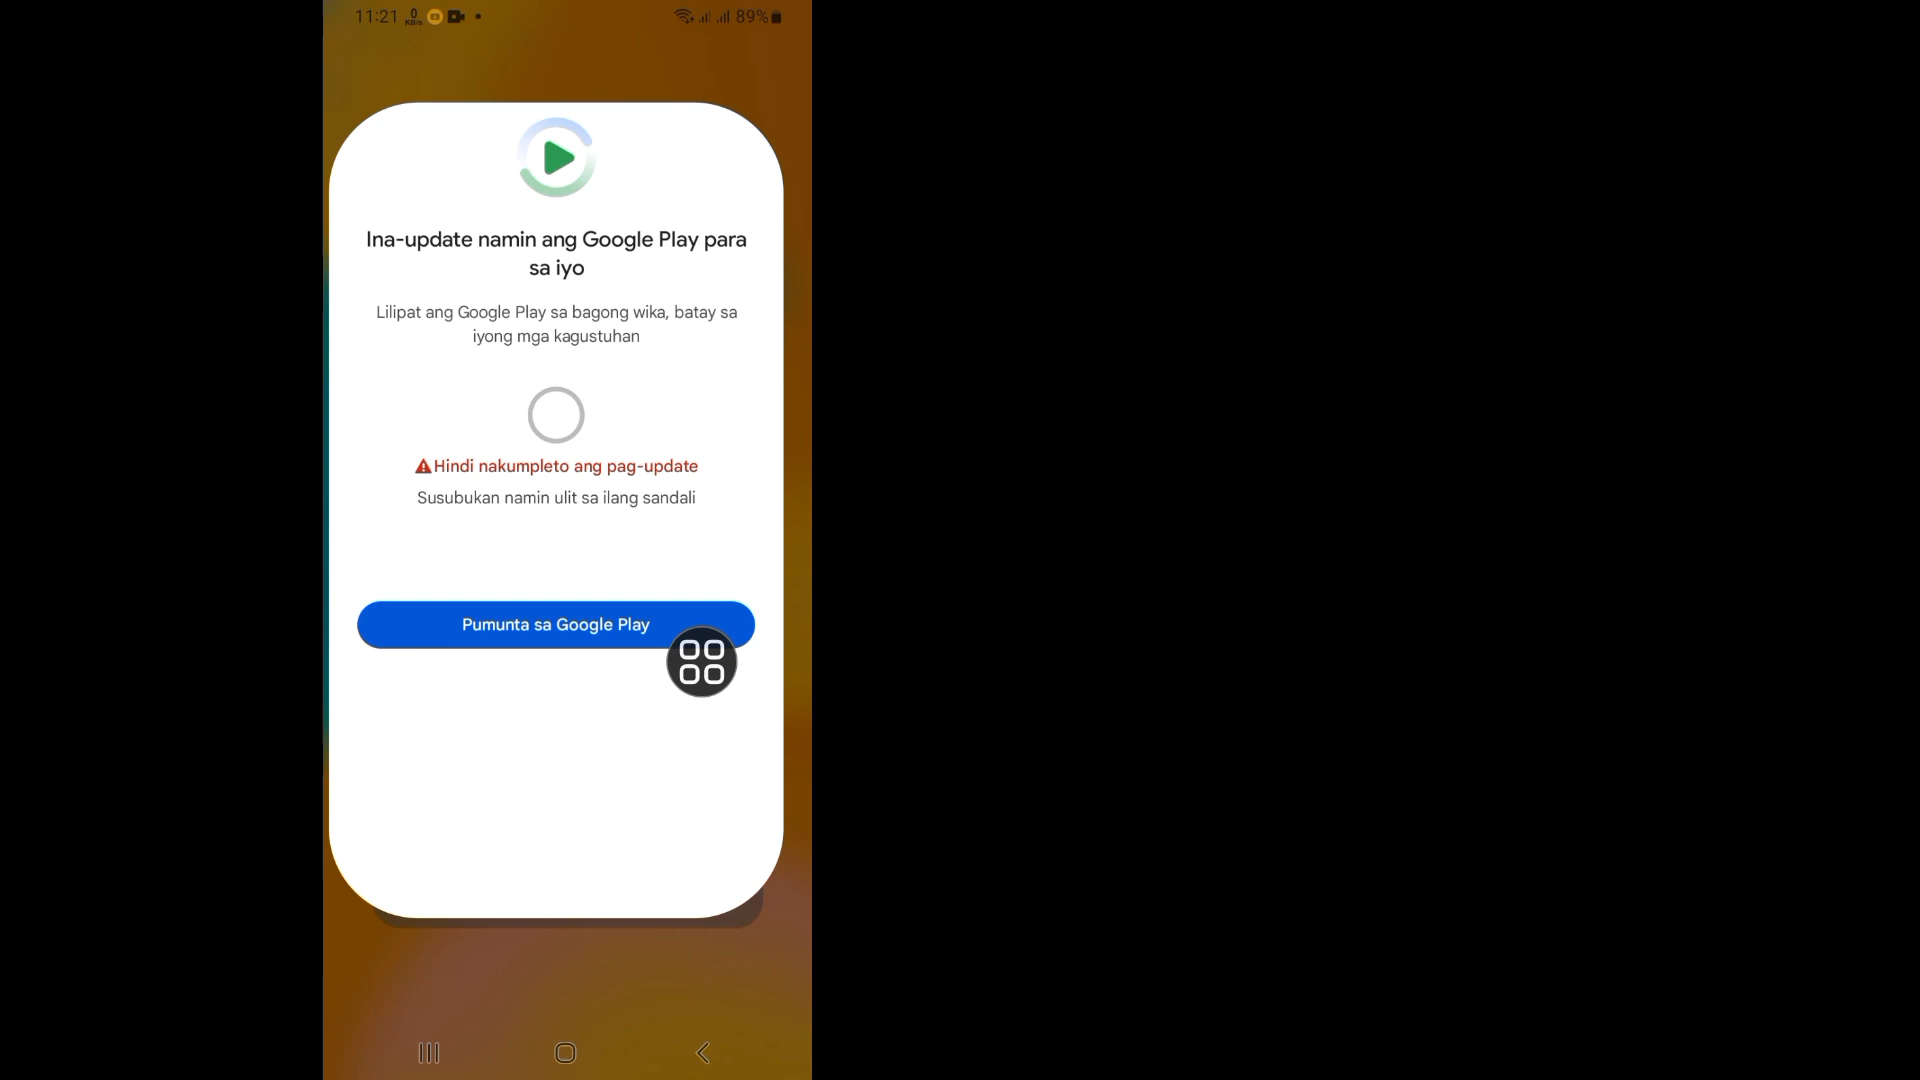 11:21 0 KB/s 89%
Ina-update namin ang Google Play para
sa iyo
Lilipat ang Google Play sa bagong wika, batay sa
iyong mga kagustuhan
Hindi nakumpleto ang pag-update
Susubukan namin ulit sa ilang sandali
Pumunta sa Google Play